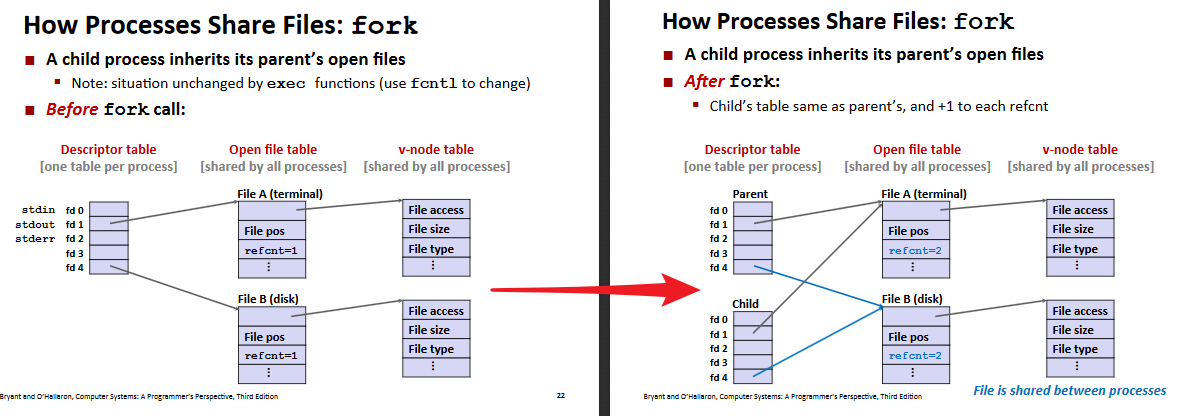 How Processes Share Files: fork
■ A child process inherits its parent's open files
▪ Note: situation unchanged by exec functions (use fcntl to change)
■ Before fork call:
Descriptor table
[one table per process]
Open file table
[shared by all processes]
v-node table
[shared by all processes]
stdin fd 0
stdout fd 1
stderr fd 2
fd 3
fd 4
File A (terminal)
File pos
refcnt=1
⋮
File access
File size
File type
⋮
File B (disk)
File pos
refcnt=1
⋮
File access
File size
File type
⋮
Bryant and O'Hallaron, Computer Systems: A Programmer's Perspective, Third Edition
22
How Processes Share Files: fork
■ A child process inherits its parent's open files
■ After fork:
▪ Child's table same as parent's, and +1 to each refcnt
Descriptor table
[one table per process]
Open file table
[shared by all processes]
v-node table
[shared by all processes]
Parent
fd 0
fd 1
fd 2
fd 3
fd 4
File A (terminal)
File pos
refcnt=2
⋮
File access
File size
File type
⋮
Child
fd 0
fd 1
fd 2
fd 3
fd 4
File B (disk)
File pos
refcnt=2
⋮
File access
File size
File type
⋮
File is shared between processes
Bryant and O'Hallaron, Computer Systems: A Programmer's Perspective, Third Edition